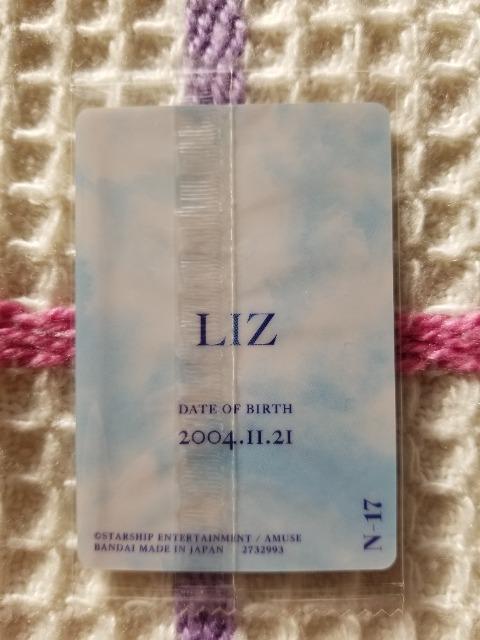 LIZ
DATE OF BIRTH
2004.11.21
©STARSHIP ENTERTAINMENT / AMUSE
BANDAI MADE IN JAPAN 2732993
N-17